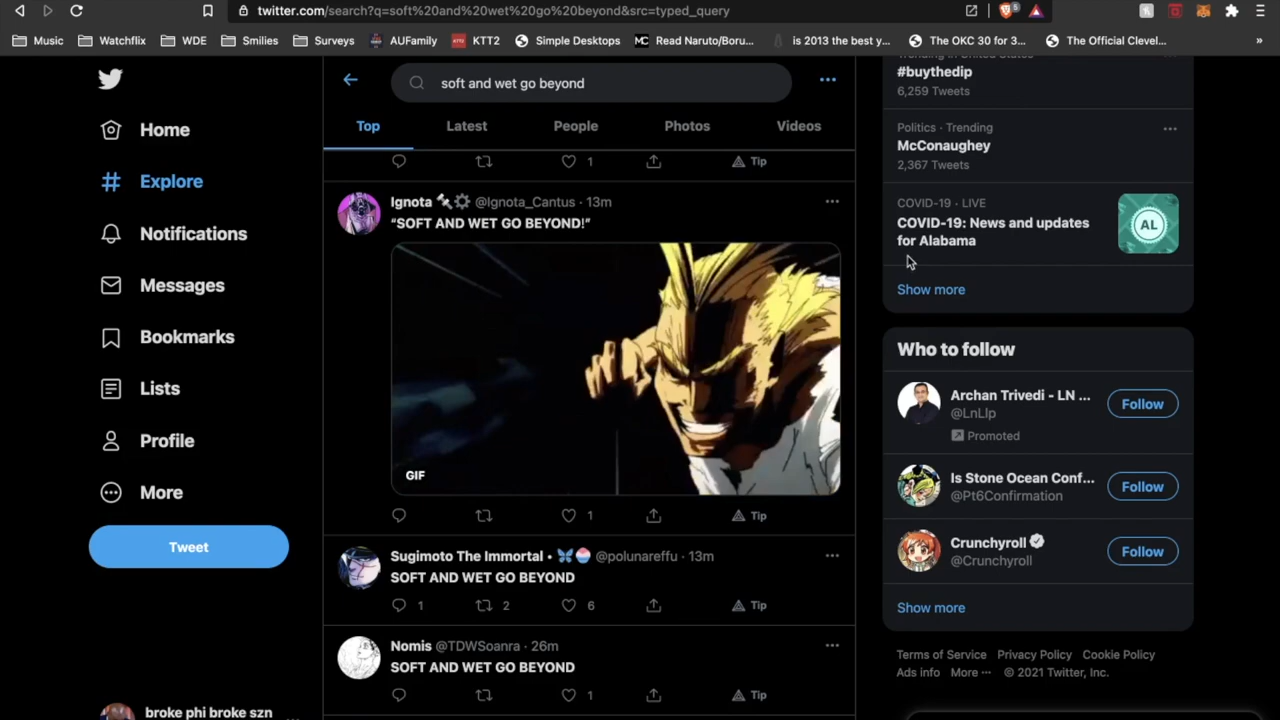 twitter.com/search?q=soft%20and%20wet%20go%20beyond&src=typed_query
5
Music
Watchflix
WDE
Smilies
Surveys
AUFamily
KTT2
Simple Desktops
Read Naruto/Boru...
is 2013 the best y...
The OKC 30 for 3...
The Official Clevel...
»
Home
Explore
Notifications
Messages
Bookmarks
Lists
Profile
More
Tweet
broke phi broke szn
soft and wet go beyond
Top
Latest
People
Photos
Videos
1
Tip
Ignota @Ignota_Cantus · 13m
“SOFT AND WET GO BEYOND!”
GIF
1
Tip
Sugimoto The Immortal • @polunareffu · 13m
SOFT AND WET GO BEYOND
1
2
6
Tip
Nomis @TDWSoanra · 26m
SOFT AND WET GO BEYOND
1
Tip
Trending in United States
#buythedip
6,259 Tweets
Politics · Trending
McConaughey
2,367 Tweets
COVID-19 · LIVE
COVID-19: News and updates
for Alabama
AL
Show more
Who to follow
Archan Trivedi - LN ...
@LnLlp
Promoted
Follow
Is Stone Ocean Conf...
@Pt6Confirmation
Follow
Crunchyroll
@Crunchyroll
Follow
Show more
Terms of Service Privacy Policy Cookie Policy
Ads info More ··· © 2021 Twitter, Inc.